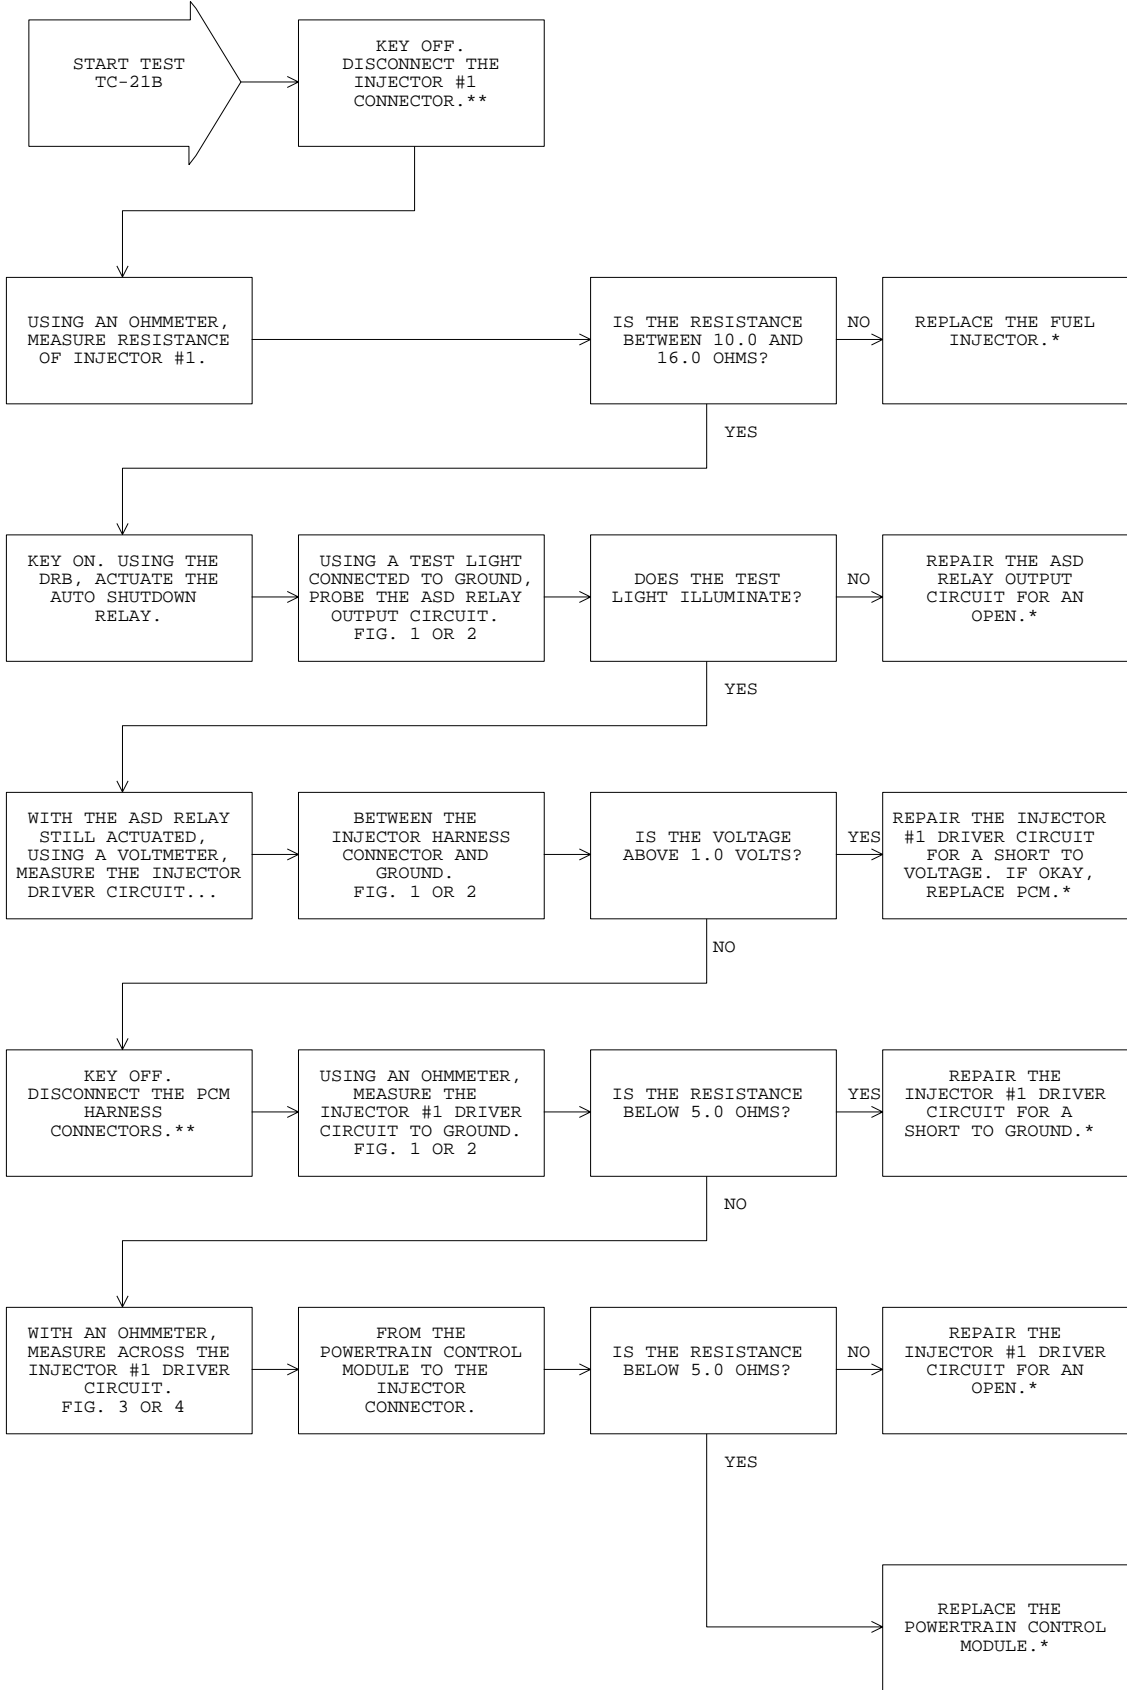 START TEST
TC-21B
KEY OFF.
DISCONNECT THE
INJECTOR #1
CONNECTOR.**
USING AN OHMMETER,
MEASURE RESISTANCE
OF INJECTOR #1.
IS THE RESISTANCE
BETWEEN 10.0 AND
16.0 OHMS?
NO
REPLACE THE FUEL
INJECTOR.*
YES
KEY ON. USING THE
DRB, ACTUATE THE
AUTO SHUTDOWN
RELAY.
USING A TEST LIGHT
CONNECTED TO GROUND,
PROBE THE ASD RELAY
OUTPUT CIRCUIT.
FIG. 1 OR 2
DOES THE TEST
LIGHT ILLUMINATE?
NO
REPAIR THE ASD
RELAY OUTPUT
CIRCUIT FOR AN
OPEN.*
YES
WITH THE ASD RELAY
STILL ACTUATED,
USING A VOLTMETER,
MEASURE THE INJECTOR
DRIVER CIRCUIT...
BETWEEN THE
INJECTOR HARNESS
CONNECTOR AND
GROUND.
FIG. 1 OR 2
IS THE VOLTAGE
ABOVE 1.0 VOLTS?
YES
REPAIR THE INJECTOR
#1 DRIVER CIRCUIT
FOR A SHORT TO
VOLTAGE. IF OKAY,
REPLACE PCM.*
NO
KEY OFF.
DISCONNECT THE PCM
HARNESS
CONNECTORS.**
USING AN OHMMETER,
MEASURE THE
INJECTOR #1 DRIVER
CIRCUIT TO GROUND.
FIG. 1 OR 2
IS THE RESISTANCE
BELOW 5.0 OHMS?
YES
REPAIR THE
INJECTOR #1 DRIVER
CIRCUIT FOR A
SHORT TO GROUND.*
NO
WITH AN OHMMETER,
MEASURE ACROSS THE
INJECTOR #1 DRIVER
CIRCUIT.
FIG. 3 OR 4
FROM THE
POWERTRAIN CONTROL
MODULE TO THE
INJECTOR
CONNECTOR.
IS THE RESISTANCE
BELOW 5.0 OHMS?
NO
REPAIR THE
INJECTOR #1 DRIVER
CIRCUIT FOR AN
OPEN.*
YES
REPLACE THE
POWERTRAIN CONTROL
MODULE.*